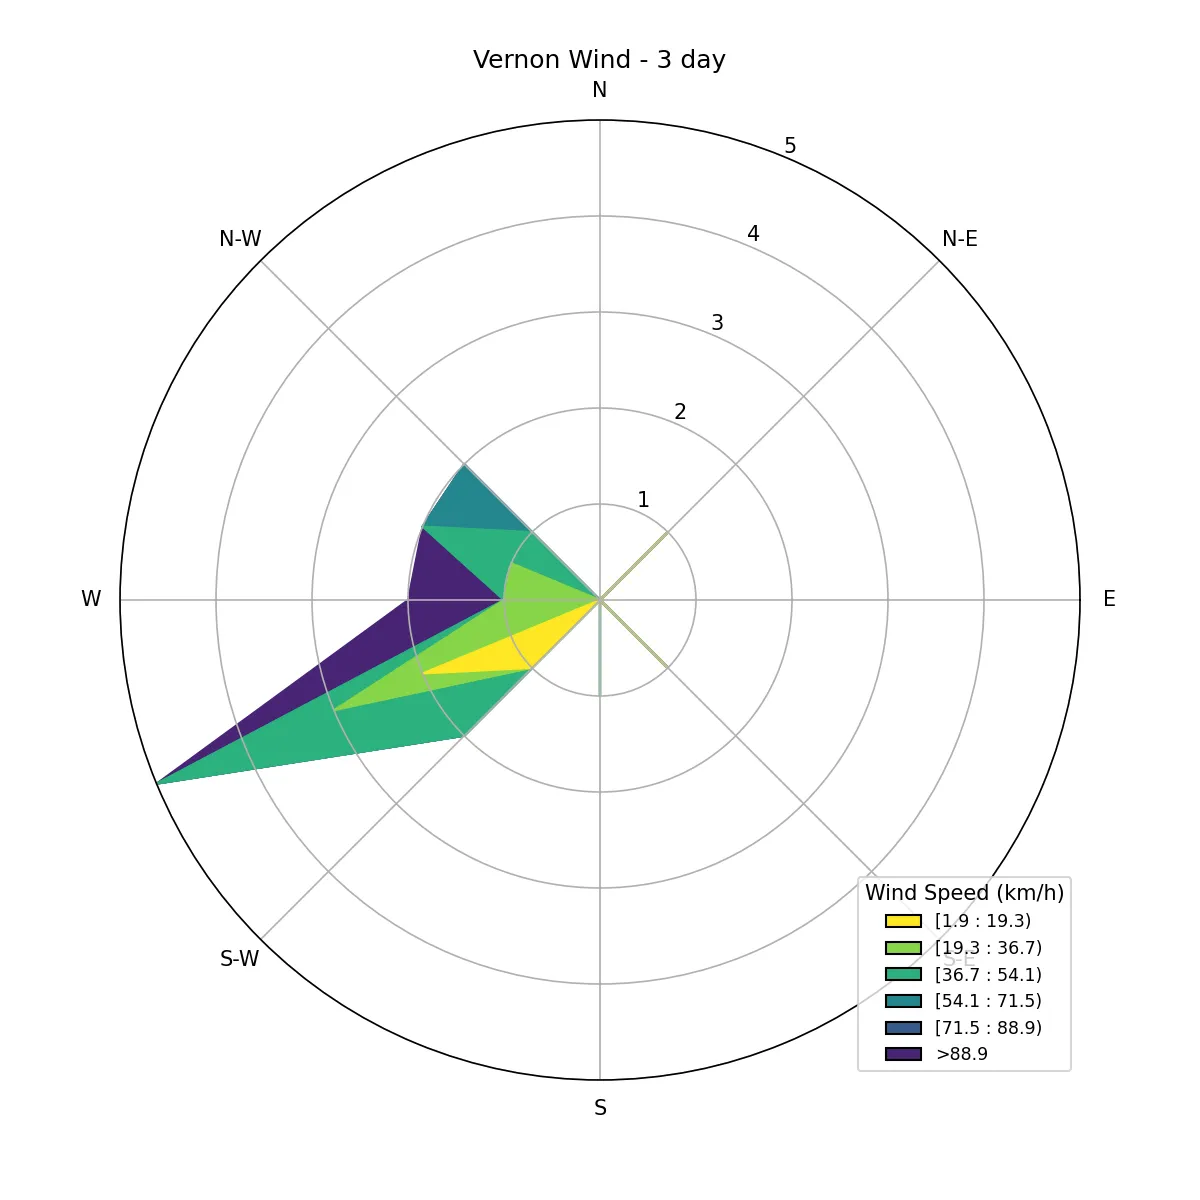 Vernon Wind - 3 day
N
5
N-W
N-E
4
3
2
1
W
E
Wind Speed (km/h)
[1.9 : 19.3)
[19.3 : 36.7)
S-W
S-E
[36.7 : 54.1)
[54.1 : 71.5)
[71.5 : 88.9)
>88.9
S